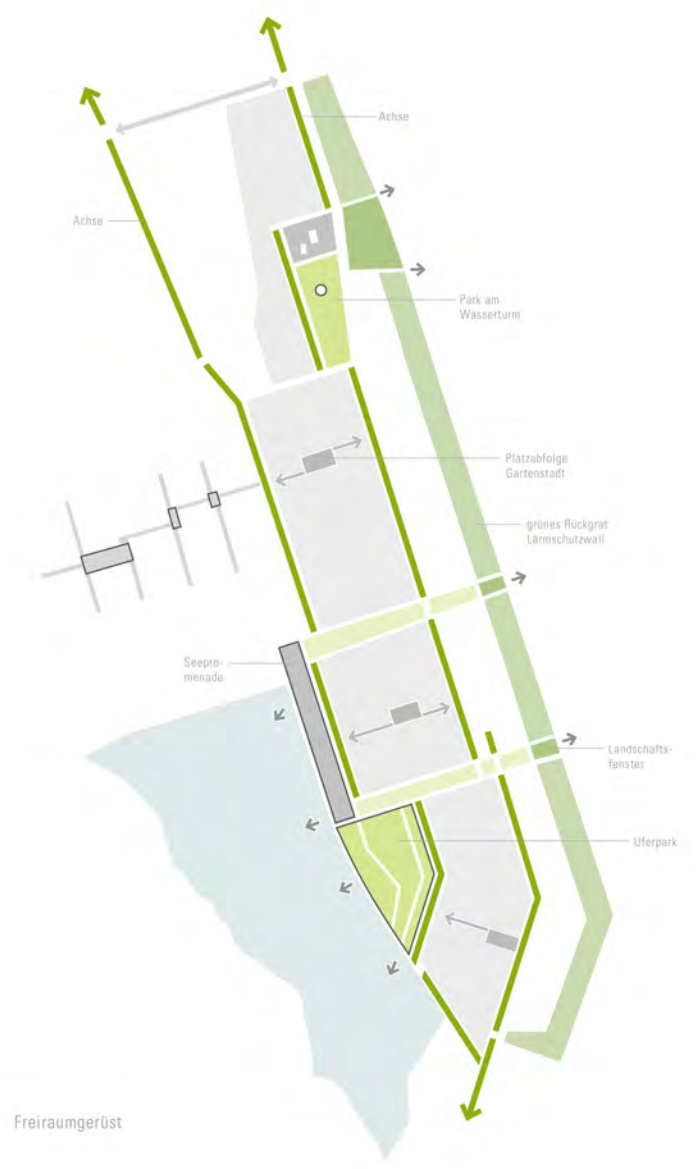 Achse
Achse
Park am
Wasserturm
Platzabfolge
Gartenstadt
grünes Rückgrat
Lärmschutzwall
Seepro-
menade
Landschafts-
fenster
Uferpark
Freiraumgerüst